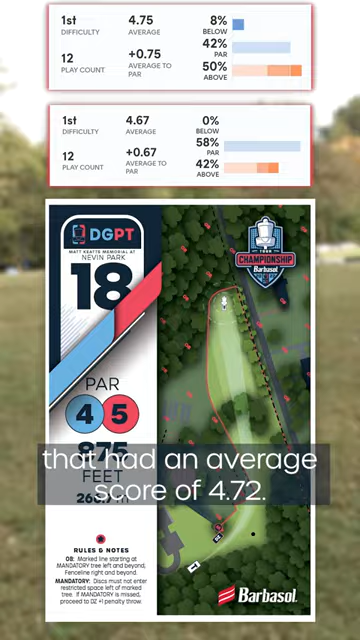 1st
DIFFICULTY
4.75
AVERAGE
8%
BELOW
42%
PAR
50%
ABOVE
12
PLAY COUNT
+0.75
AVERAGE TO
PAR
1st
DIFFICULTY
4.67
AVERAGE
0%
BELOW
58%
PAR
42%
ABOVE
12
PLAY COUNT
+0.67
AVERAGE TO
PAR
DGPT
MATT KEATTS MEMORIAL AT
NEVIN PARK
18
TOUR
CHAMPIONSHIP
Barbasol
PAR
4 5
875
FEET
that had an average
score of 4.72.
RULES & NOTES
OB: Marked line starting at
MANDATORY tree left and beyond,
Fenceline right and beyond.
MANDATORY: Discs must not enter
restricted space left of marked
tree. If MANDATORY is missed,
proceed to DZ +1 penalty throw.
DZ
Barbasol.